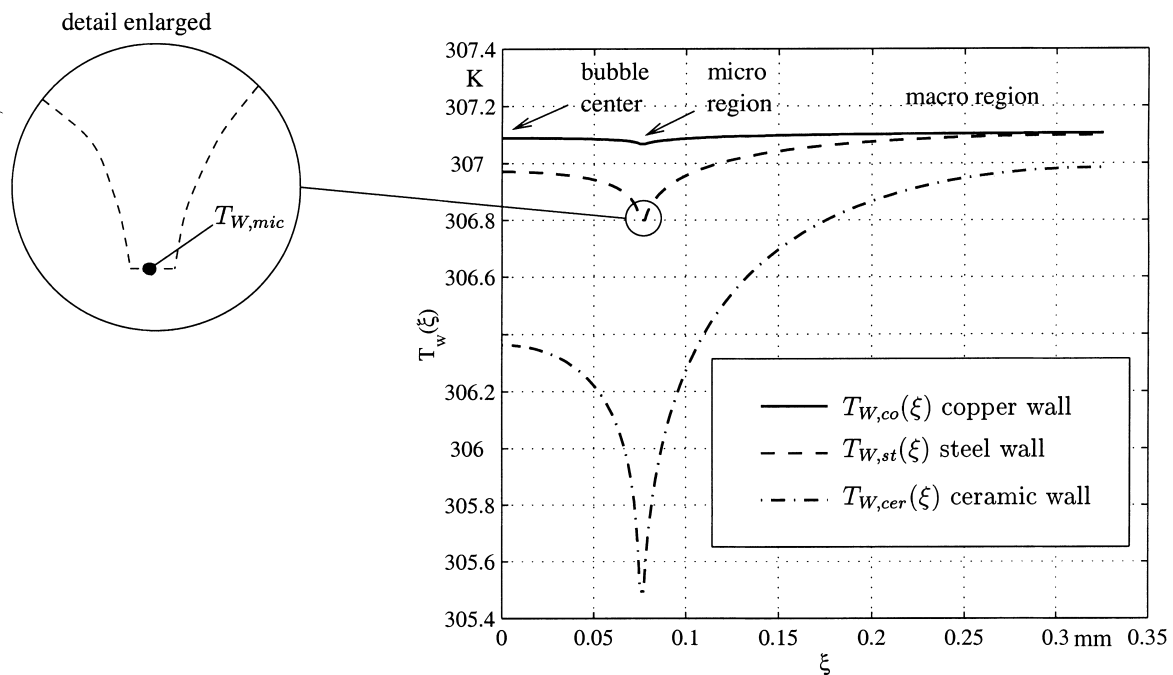 detail enlarged
T_{W,mic}
307.4
K
307.2
307
306.8
306.6
306.2
306
305.8
305.6
305.4
T_w(ξ)
bubble
center
micro
region
macro region
T_{W,co}(ξ) copper wall
T_{W,st}(ξ) steel wall
T_{W,cer}(ξ) ceramic wall
0 0.05 0.1 0.15 0.2 0.25 0.3 mm 0.35
ξ